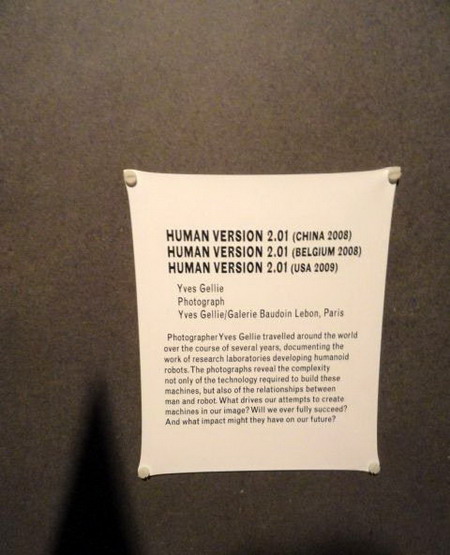 HUMAN VERSION 2.01 (CHINA 2008)
HUMAN VERSION 2.01 (BELGIUM 2008)
HUMAN VERSION 2.01 (USA 2009)
Yves Gellie
Photograph
Yves Gellie/Galerie Baudoin Lebon, Paris
Photographer Yves Gellie travelled around the world
over the course of several years, documenting the
work of research laboratories developing humanoid
robots. The photographs reveal the complexity
not only of the technology required to build these
machines, but also of the relationships between
man and robot. What drives our attempts to create
machines in our image? Will we ever fully succeed?
And what impact might they have on our future?